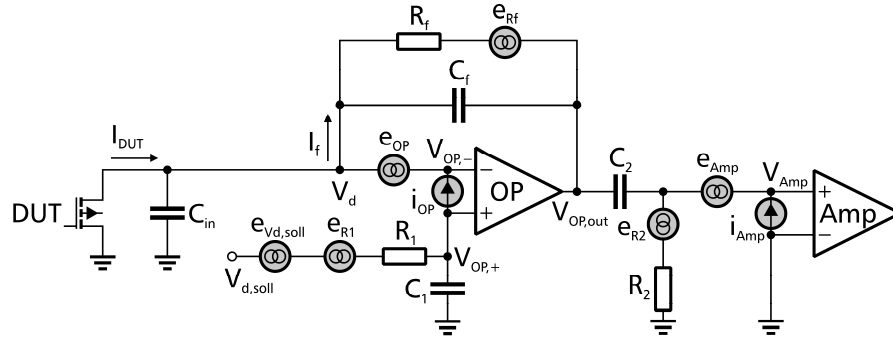 R_f
e_Rf
C_f
I_DUT
I_f
e_OP
V_OP,−
C_2
e_Amp
V_Amp
DUT
C_in
V_d
i_OP
−
+
OP
V_OP,out
e_R2
i_Amp
+
−
Amp
e_Vd,soll
e_R1
R_1
V_OP,+
V_d,soll
C_1
R_2